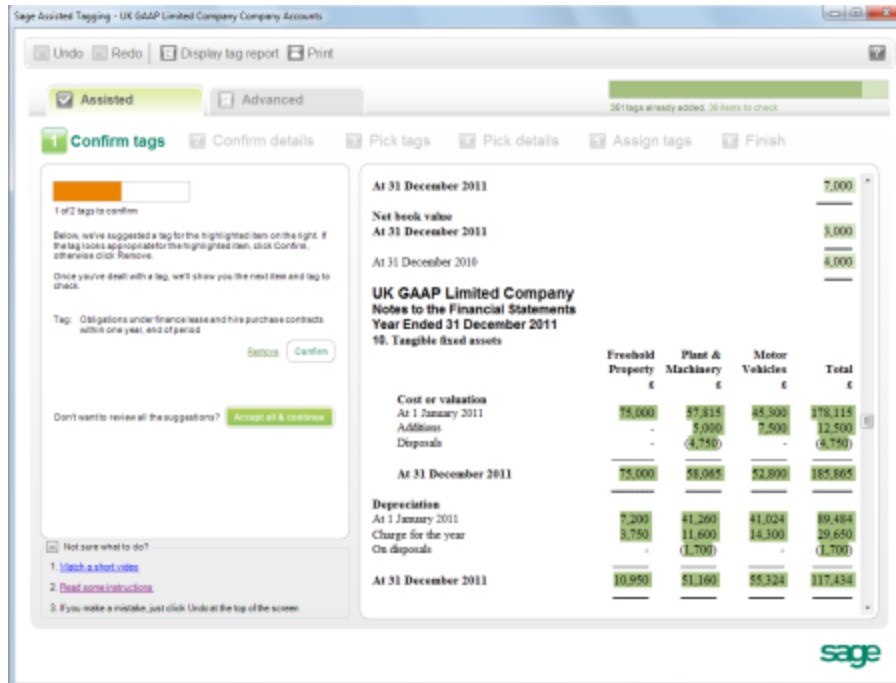 Sage Assisted Tagging - UK GAAP Limited Company Company Accounts
Undo Redo Display tag report Print
Assisted Advanced
361 tags already added, 36 items to check
1 Confirm tags Confirm details Pick tags Pick details Assign tags Finish
1 of 2 tags to confirm
Below, we've suggested a tag for the highlighted item on the right. If
the tag looks appropriate for the highlighted item, click Confirm,
otherwise click Remove.
Once you've dealt with a tag, we'll show you the next item and tag to
check.
Tag: Obligations under finance lease and hire purchase contracts
within one year, end of period
Remove Confirm
Don't want to review all the suggestions? Accept all & continue
Not sure what to do?
1. Watch a short video
2. Read some instructions
3. If you make a mistake, just click Undo at the top of the screen
At 31 December 2011 7,000
Net book value
At 31 December 2011 3,000
At 31 December 2010 4,000
UK GAAP Limited Company
Notes to the Financial Statements
Year Ended 31 December 2011
10. Tangible fixed assets
Freehold Plant & Motor
Property Machinery Vehicles Total
£ £ £ £
Cost or valuation
At 1 January 2011 75,000 57,815 45,300 178,115
Additions - 5,000 7,500 12,500
Disposals - (4,750) - (4,750)
At 31 December 2011 75,000 58,065 52,800 185,865
Depreciation
At 1 January 2011 7,200 41,260 41,024 89,484
Charge for the year 3,750 11,600 14,300 29,650
On disposals - (1,700) - (1,700)
At 31 December 2011 10,950 51,160 55,324 117,434
sage